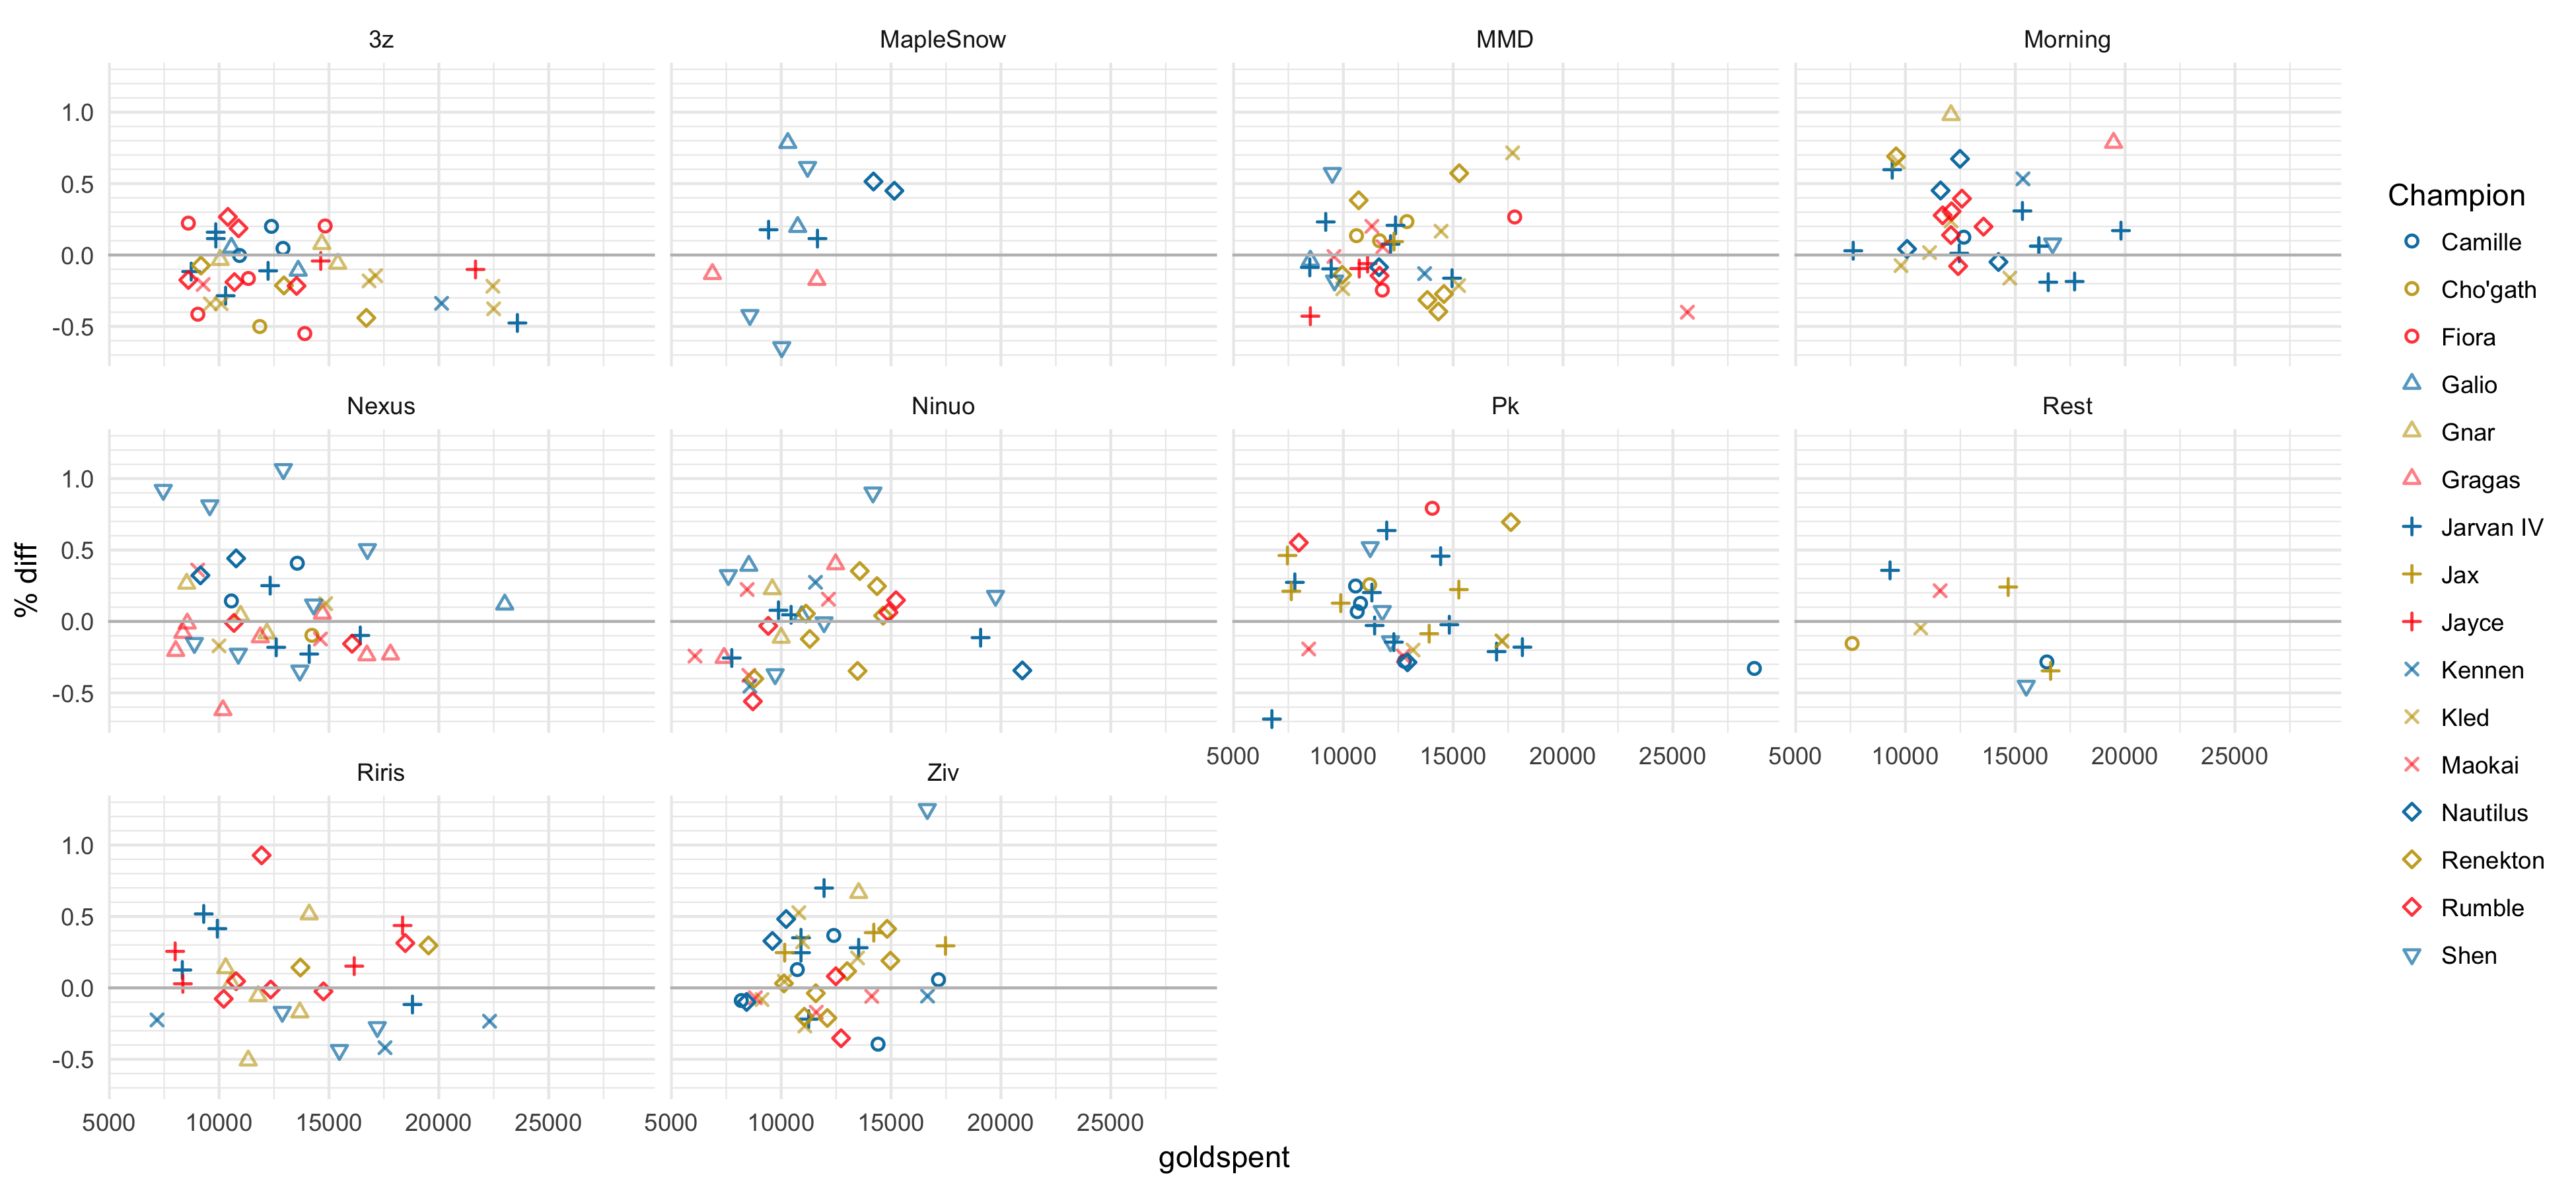 3z MapleSnow MMD Morning
1.0
0.5
0.0
-0.5
Nexus Ninuo Pk Rest
1.0
0.5
0.0
-0.5
5000 10000 15000 20000 25000 5000 10000 15000 20000 25000
Riris Ziv
1.0
0.5
0.0
-0.5
5000 10000 15000 20000 25000 5000 10000 15000 20000 25000
goldspent
% diff
Champion
Camille
Cho'gath
Fiora
Galio
Gnar
Gragas
Jarvan IV
Jax
Jayce
Kennen
Kled
Maokai
Nautilus
Renekton
Rumble
Shen